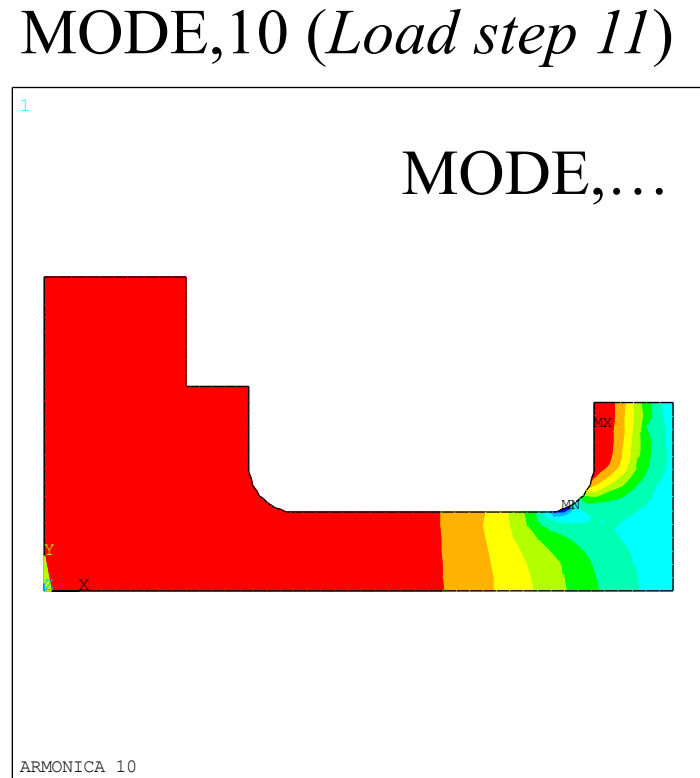 MODE,10 (Load step 11)
1
MODE,…
MX
MN
Y
Z X
ARMONICA 10